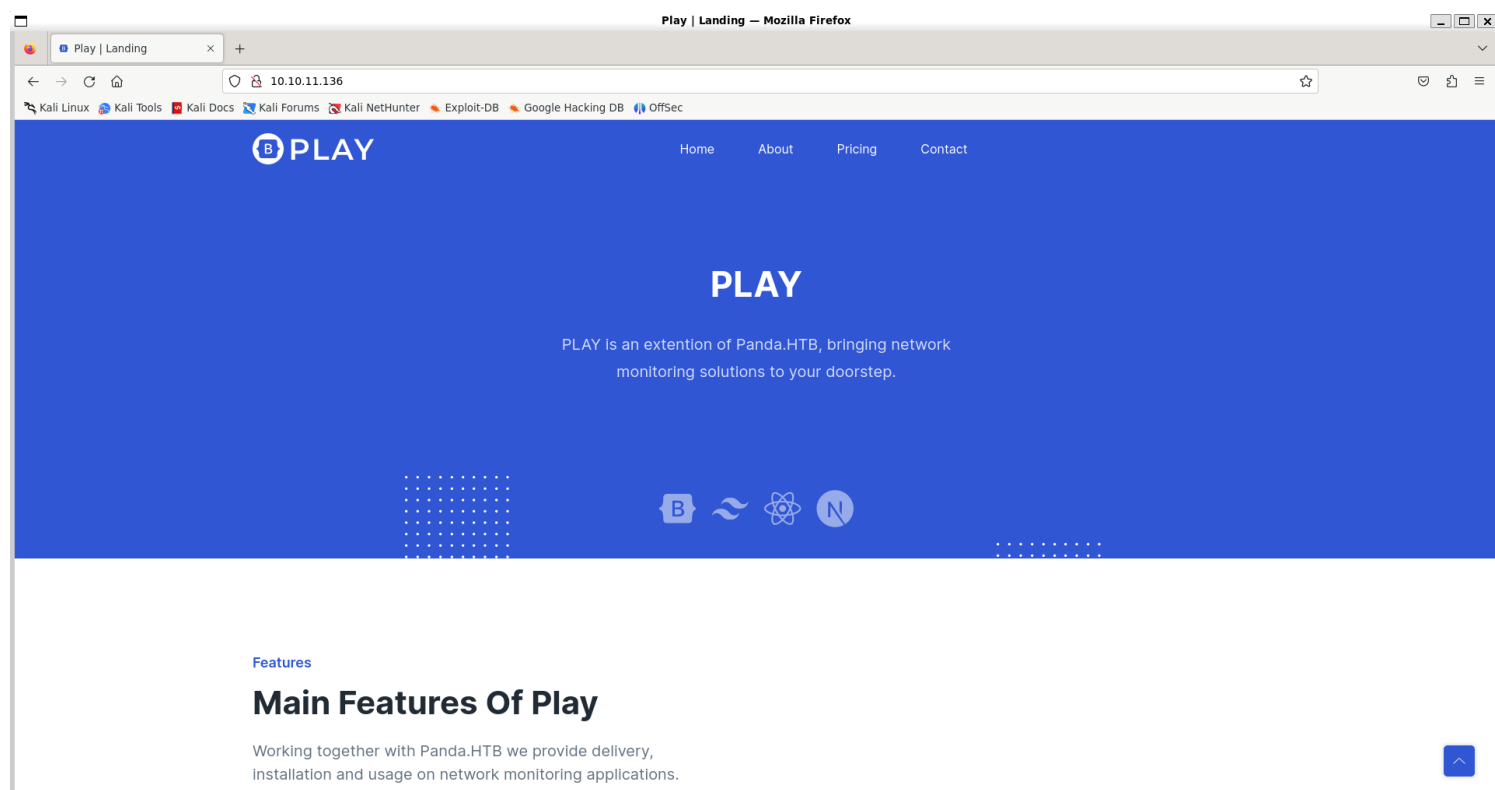 Play | Landing — Mozilla Firefox
Play | Landing
10.10.11.136
Kali Linux Kali Tools Kali Docs Kali Forums Kali NetHunter Exploit-DB Google Hacking DB OffSec
B PLAY Home About Pricing Contact
PLAY
PLAY is an extention of Panda.HTB, bringing network
monitoring solutions to your doorstep.
B N
Features
Main Features Of Play
Working together with Panda.HTB we provide delivery,
installation and usage on network monitoring applications.